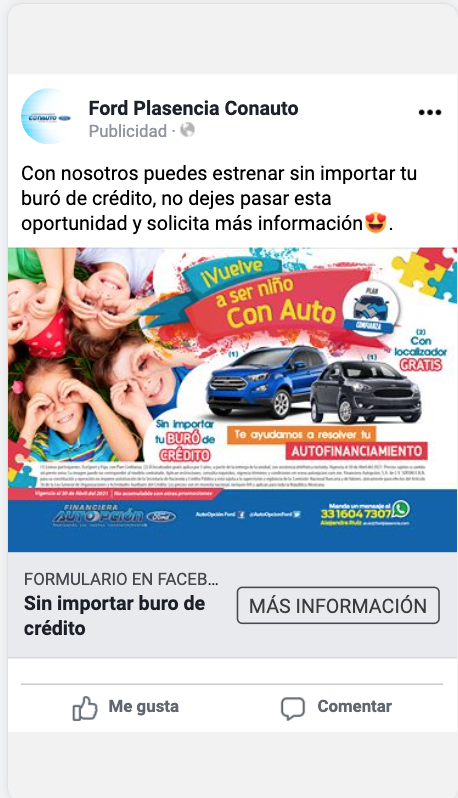 Ford Plasencia Conauto
Publicidad ·
Con nosotros puedes estrenar sin importar tu
buró de crédito, no dejes pasar esta
oportunidad y solicita más información😍.
¡Vuelve
a ser niño
Con Auto
PLAN
CONFIANZA
(2)
Con
localizador
GRATIS
(1)
(1)
Sin importar
tu BURÓ de
CRÉDITO
Te ayudamos a resolver tu
AUTOFINANCIAMIENTO
Vigencia al 30 de Abril del 2021
No acumulable con otras promociones
FINANCIERA
AUTOPCIÓN Ford
AutoOpcion Ford
@AutoOpcionFord
Manda un mensaje al
33 1604 7307
Alejandro Ruiz
FORMULARIO EN FACEB...
Sin importar buro de
crédito
MÁS INFORMACIÓN
Me gusta
Comentar